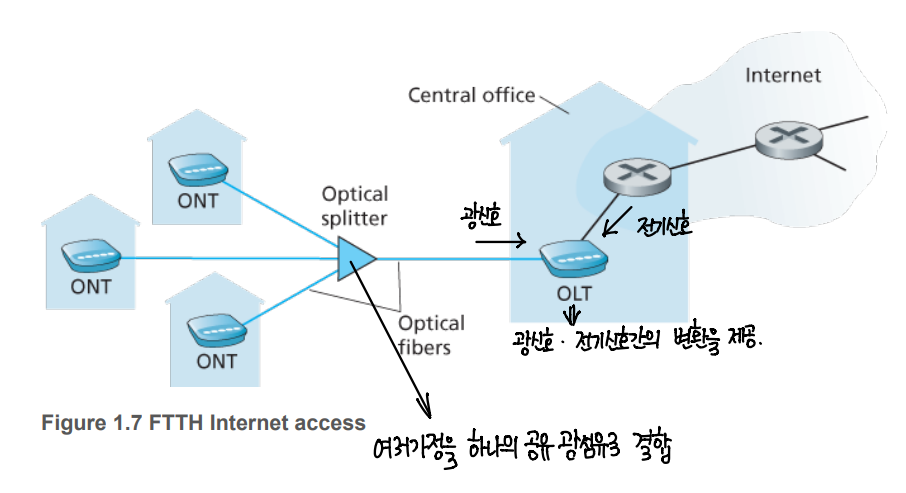 Internet
Central office
ONT
Optical
splitter
광신호
전기신호
ONT
OLT
광신호 · 전기신호간의 변환을 제공.
Optical
fibers
ONT
Figure 1.7 FTTH Internet access
여러가정을 하나의 공유 광섬유로 결합